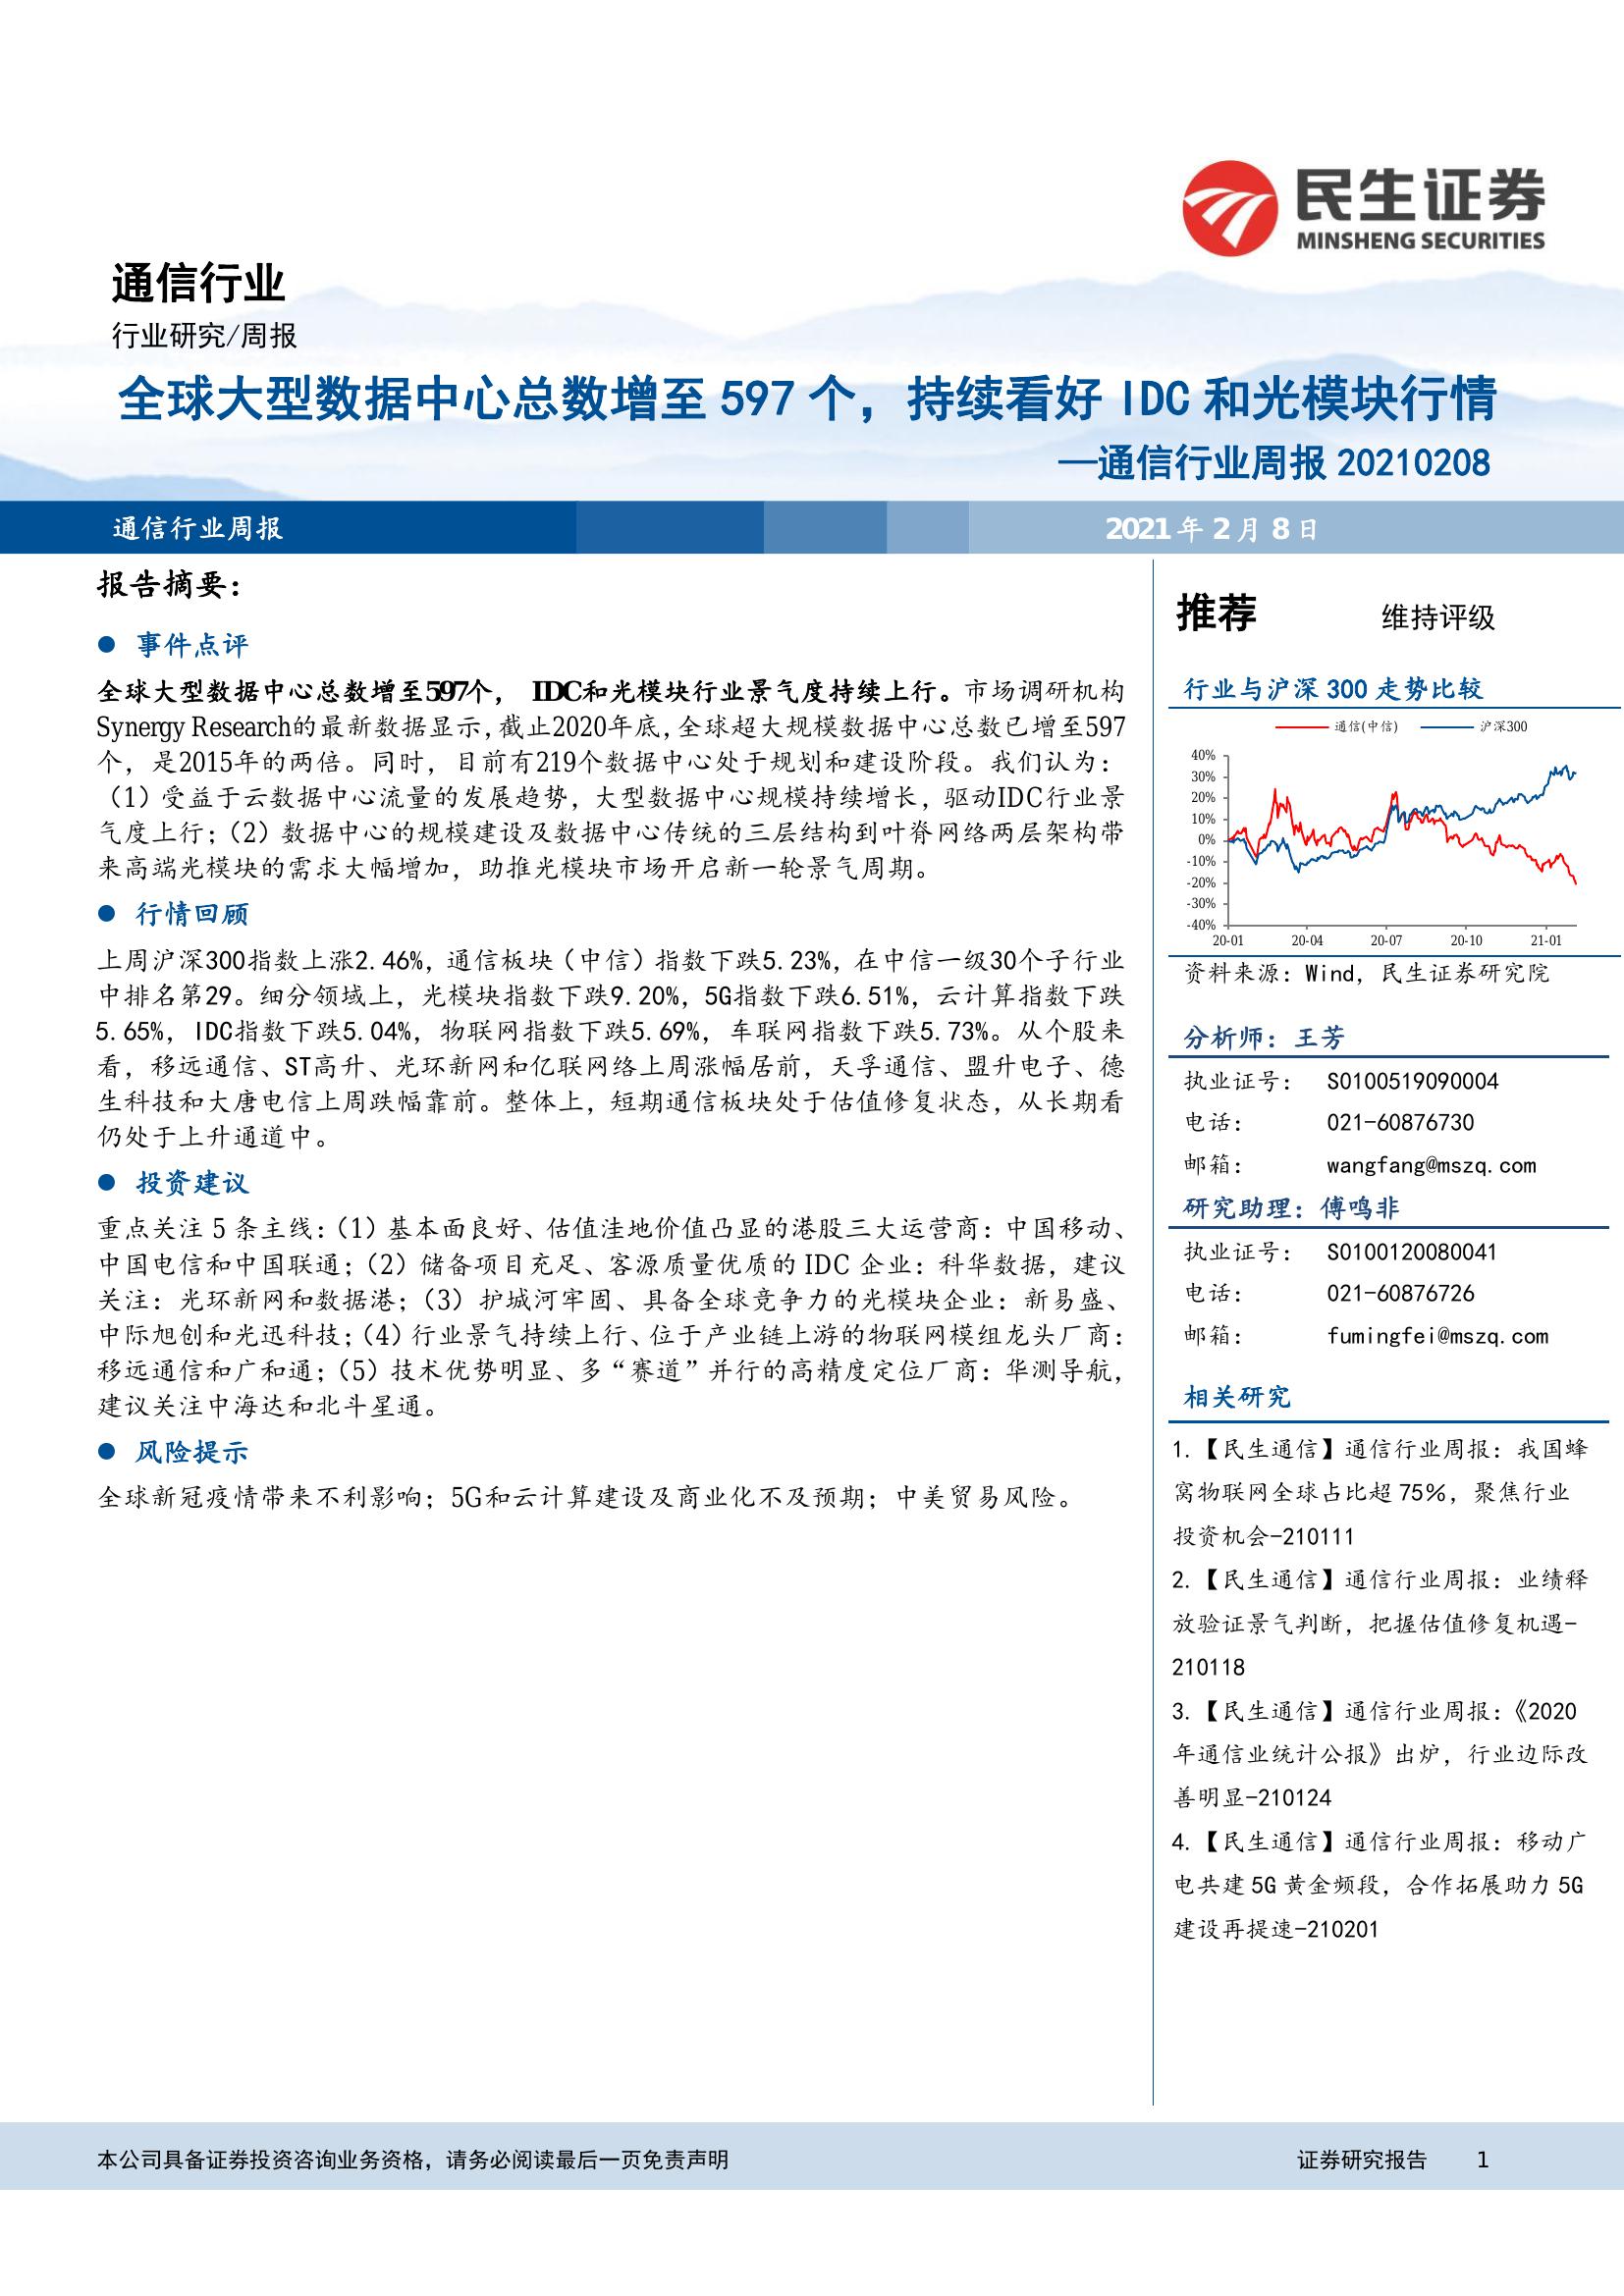 民生证券
MINSHENG SECURITIES
通信行业
行业研究/周报
全球大型数据中心总数增至 597 个，持续看好 IDC 和光模块行情
—通信行业周报 20210208
通信行业周报
2021 年 2 月 8 日
报告摘要：
● 事件点评
全球大型数据中心总数增至597个， IDC和光模块行业景气度持续上行。市场调研机构
Synergy Research的最新数据显示，截止2020年底，全球超大规模数据中心总数已增至597
个，是2015年的两倍。同时，目前有219个数据中心处于规划和建设阶段。我们认为：
（1）受益于云数据中心流量的发展趋势，大型数据中心规模持续增长，驱动IDC行业景
气度上行；（2）数据中心的规模建设及数据中心传统的三层结构到叶脊网络两层架构带
来高端光模块的需求大幅增加，助推光模块市场开启新一轮景气周期。
● 行情回顾
上周沪深300指数上涨2.46%，通信板块（中信）指数下跌5.23%，在中信一级30个子行业
中排名第29。细分领域上，光模块指数下跌9.20%，5G指数下跌6.51%，云计算指数下跌
5.65%，IDC指数下跌5.04%，物联网指数下跌5.69%，车联网指数下跌5.73%。从个股来
看，移远通信、ST高升、光环新网和亿联网络上周涨幅居前，天孚通信、盟升电子、德
生科技和大唐电信上周跌幅靠前。整体上，短期通信板块处于估值修复状态，从长期看
仍处于上升通道中。
● 投资建议
重点关注 5 条主线：（1）基本面良好、估值洼地价值凸显的港股三大运营商：中国移动、
中国电信和中国联通；（2）储备项目充足、客源质量优质的 IDC 企业：科华数据，建议
关注：光环新网和数据港；（3）护城河牢固、具备全球竞争力的光模块企业：新易盛、
中际旭创和光迅科技；（4）行业景气持续上行、位于产业链上游的物联网模组龙头厂商：
移远通信和广和通；（5）技术优势明显、多“赛道”并行的高精度定位厂商：华测导航，
建议关注中海达和北斗星通。
● 风险提示
全球新冠疫情带来不利影响；5G和云计算建设及商业化不及预期；中美贸易风险。
推荐 维持评级
行业与沪深 300 走势比较
通信(中信) 沪深300
40%
30%
20%
10%
0%
-10%
-20%
-30%
-40%
20-01 20-04 20-07 20-10 21-01
资料来源：Wind，民生证券研究院
分析师：王芳
执业证号： S0100519090004
电话： 021-60876730
邮箱： wangfang@mszq.com
研究助理：傅鸣非
执业证号： S0100120080041
电话： 021-60876726
邮箱： fumingfei@mszq.com
相关研究
1.【民生通信】通信行业周报：我国蜂
窝物联网全球占比超 75%，聚焦行业
投资机会-210111
2.【民生通信】通信行业周报：业绩释
放验证景气判断，把握估值修复机遇-
210118
3.【民生通信】通信行业周报：《2020
年通信业统计公报》出炉，行业边际改
善明显-210124
4.【民生通信】通信行业周报：移动广
电共建 5G 黄金频段，合作拓展助力 5G
建设再提速-210201
本公司具备证券投资咨询业务资格，请务必阅读最后一页免责声明
证券研究报告 1